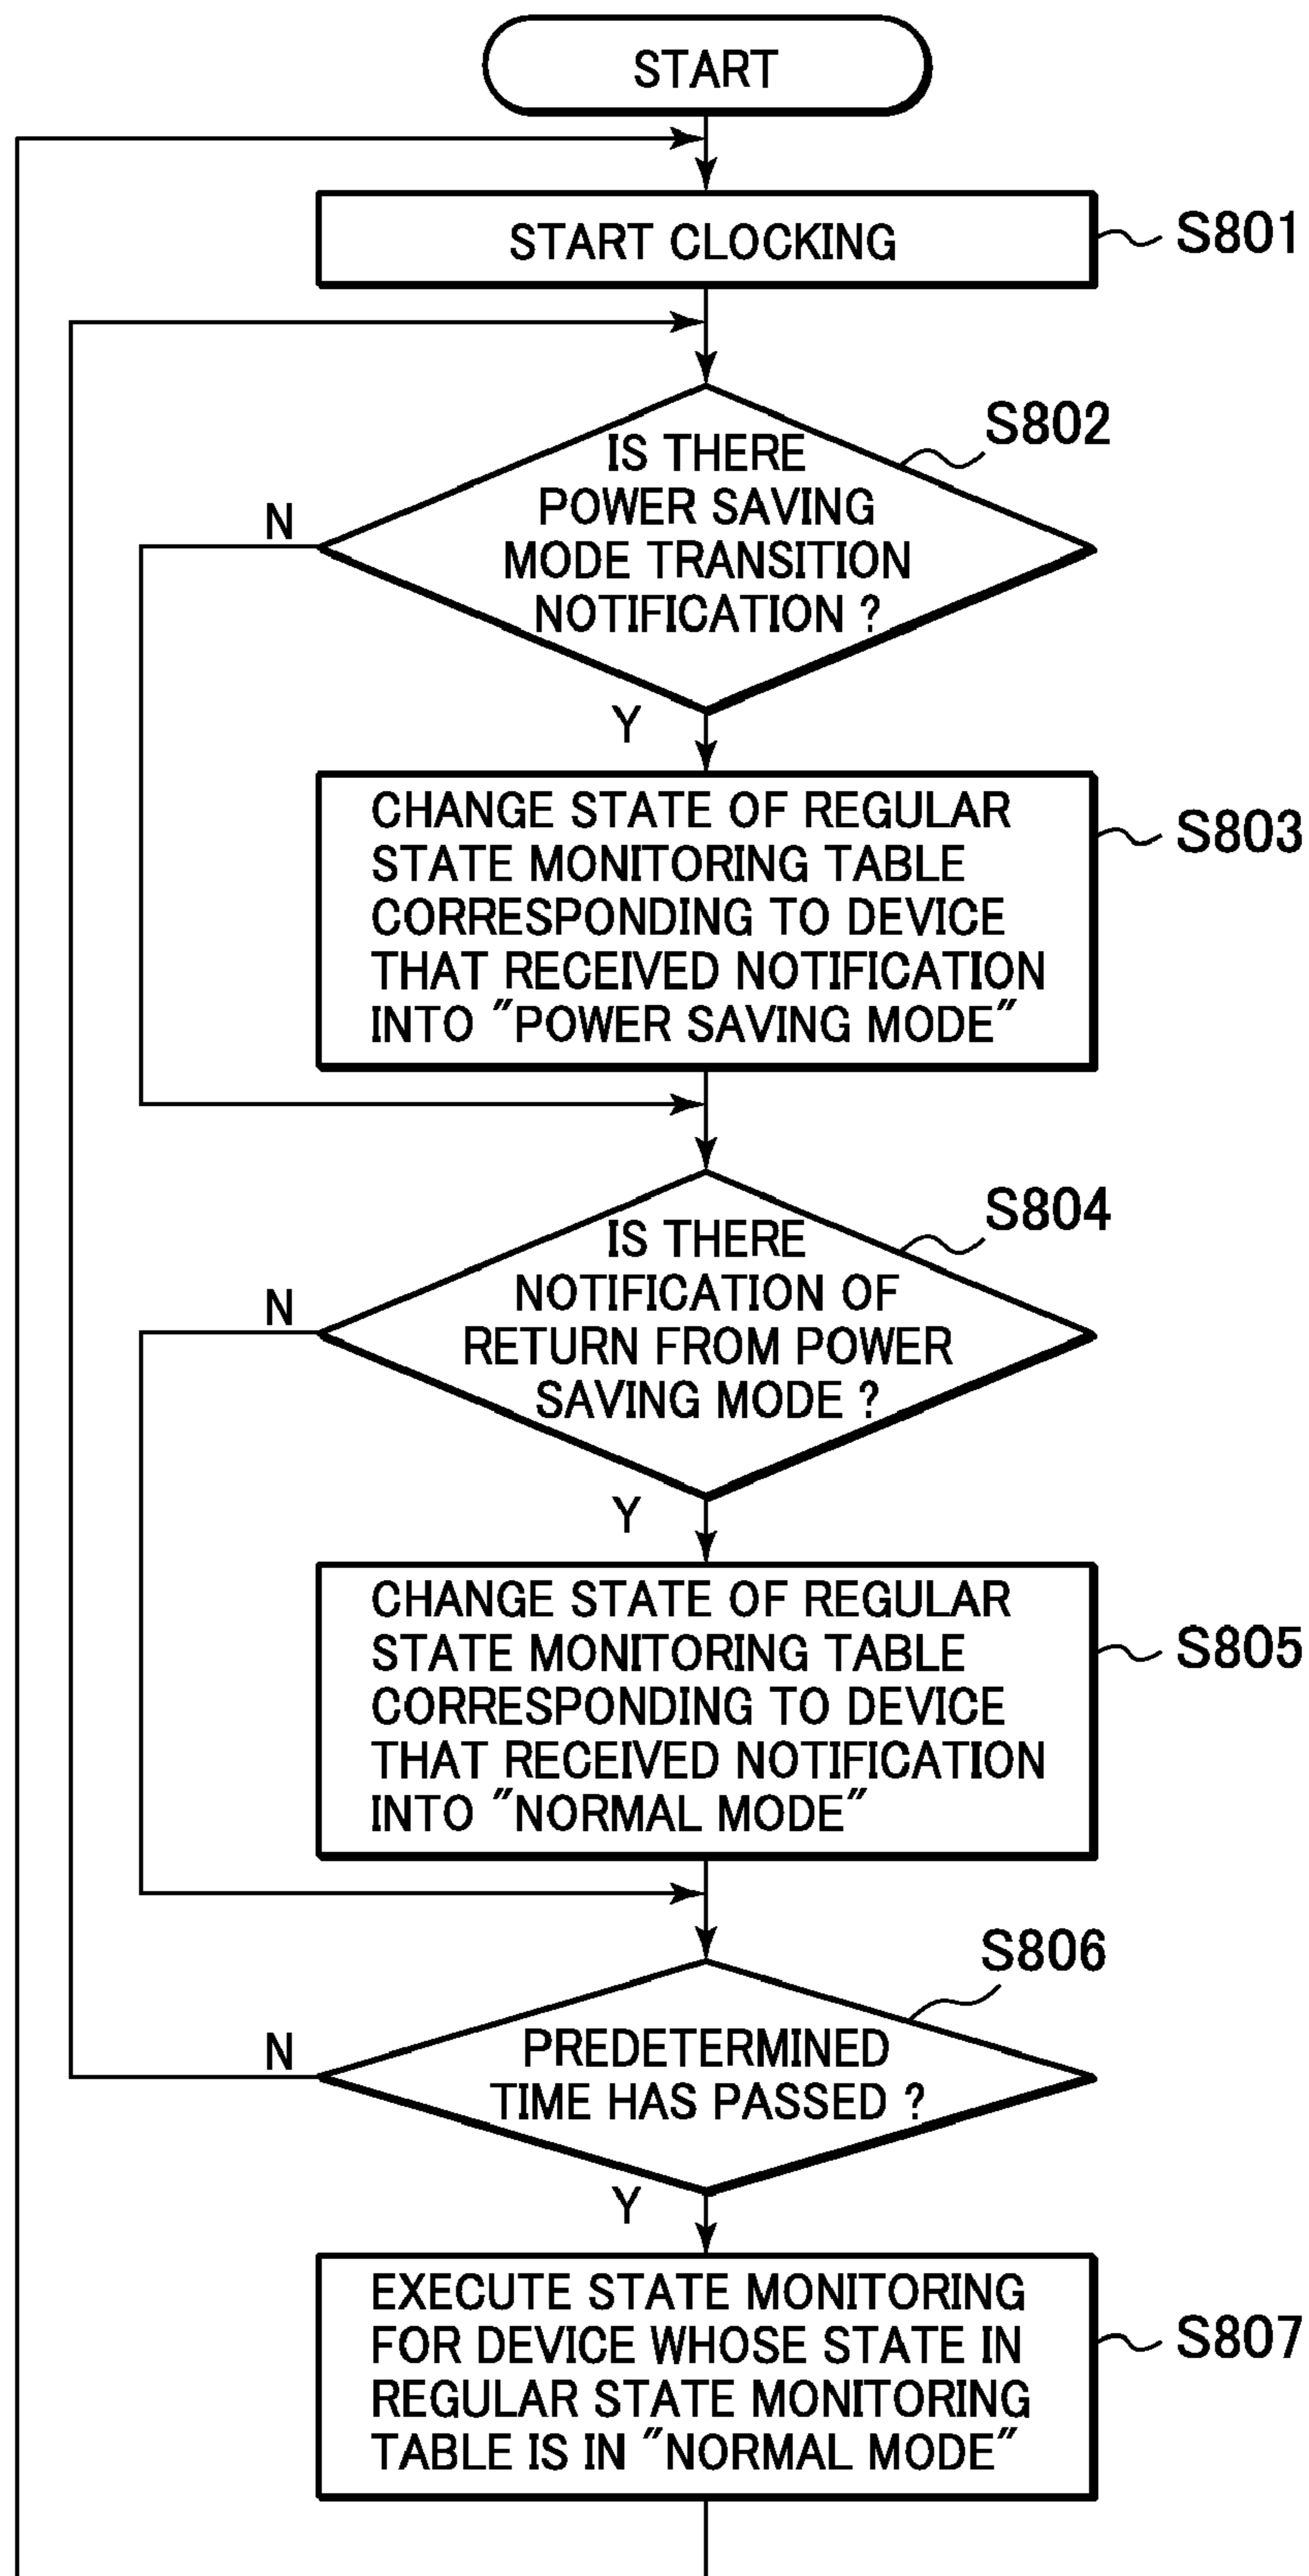 START
START CLOCKING
S801
S802
IS THERE
POWER SAVING
MODE TRANSITION
NOTIFICATION ?
N
Y
CHANGE STATE OF REGULAR
STATE MONITORING TABLE
CORRESPONDING TO DEVICE
THAT RECEIVED NOTIFICATION
INTO "POWER SAVING MODE"
S803
S804
IS THERE
NOTIFICATION OF
RETURN FROM POWER
SAVING MODE ?
N
Y
CHANGE STATE OF REGULAR
STATE MONITORING TABLE
CORRESPONDING TO DEVICE
THAT RECEIVED NOTIFICATION
INTO "NORMAL MODE"
S805
S806
PREDETERMINED
TIME HAS PASSED ?
N
Y
EXECUTE STATE MONITORING
FOR DEVICE WHOSE STATE IN
REGULAR STATE MONITORING
TABLE IS IN "NORMAL MODE"
S807